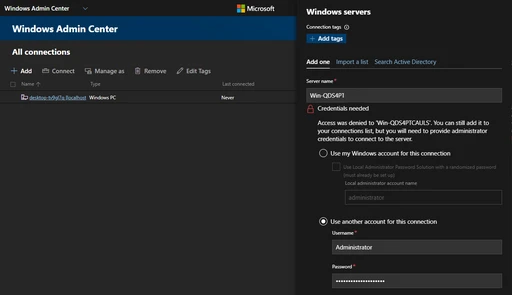 Windows Admin Center
Microsoft
Windows Admin Center
All connections
Add
Connect
Manage as
Remove
Edit Tags
Name
Type
Last connected
Windows PC
Never
Windows servers
Connection tags
+ Add tags
Add one
Import a list
Search Active Directory
Server name *
Win-QDS4P1
Credentials needed
Access was denied to 'Win-QDS4PTCAULS'. You can still add it
to your connections list, but you will need to provide administrator
credentials to connect to the server.
Use my Windows account for this connection
Use Local Administrator Password Solution with a randomized password
(must already be set up)
Local administrator account name
administrator
Use another account for this connection
Username *
Administrator
Password *